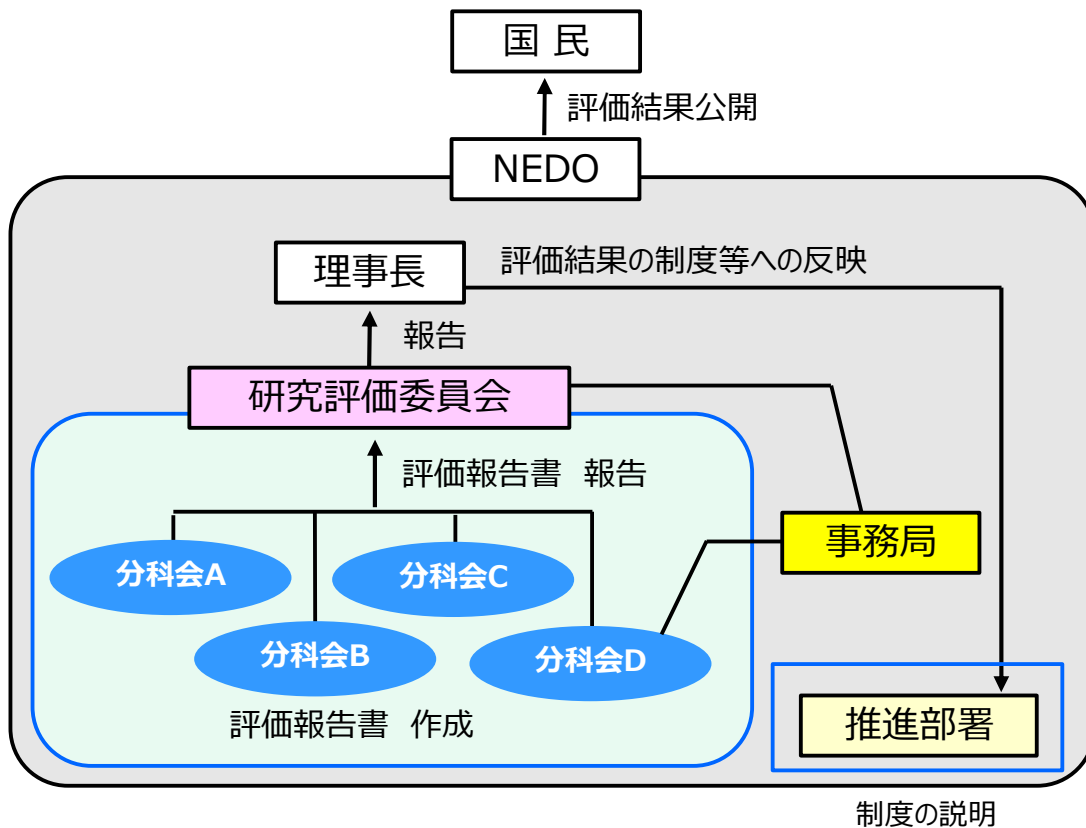 国 民
評価結果公開
NEDO
理事長
評価結果の制度等への反映
報告
研究評価委員会
評価報告書 報告
事務局
分科会A
分科会C
分科会B
分科会D
評価報告書 作成
推進部署
制度の説明